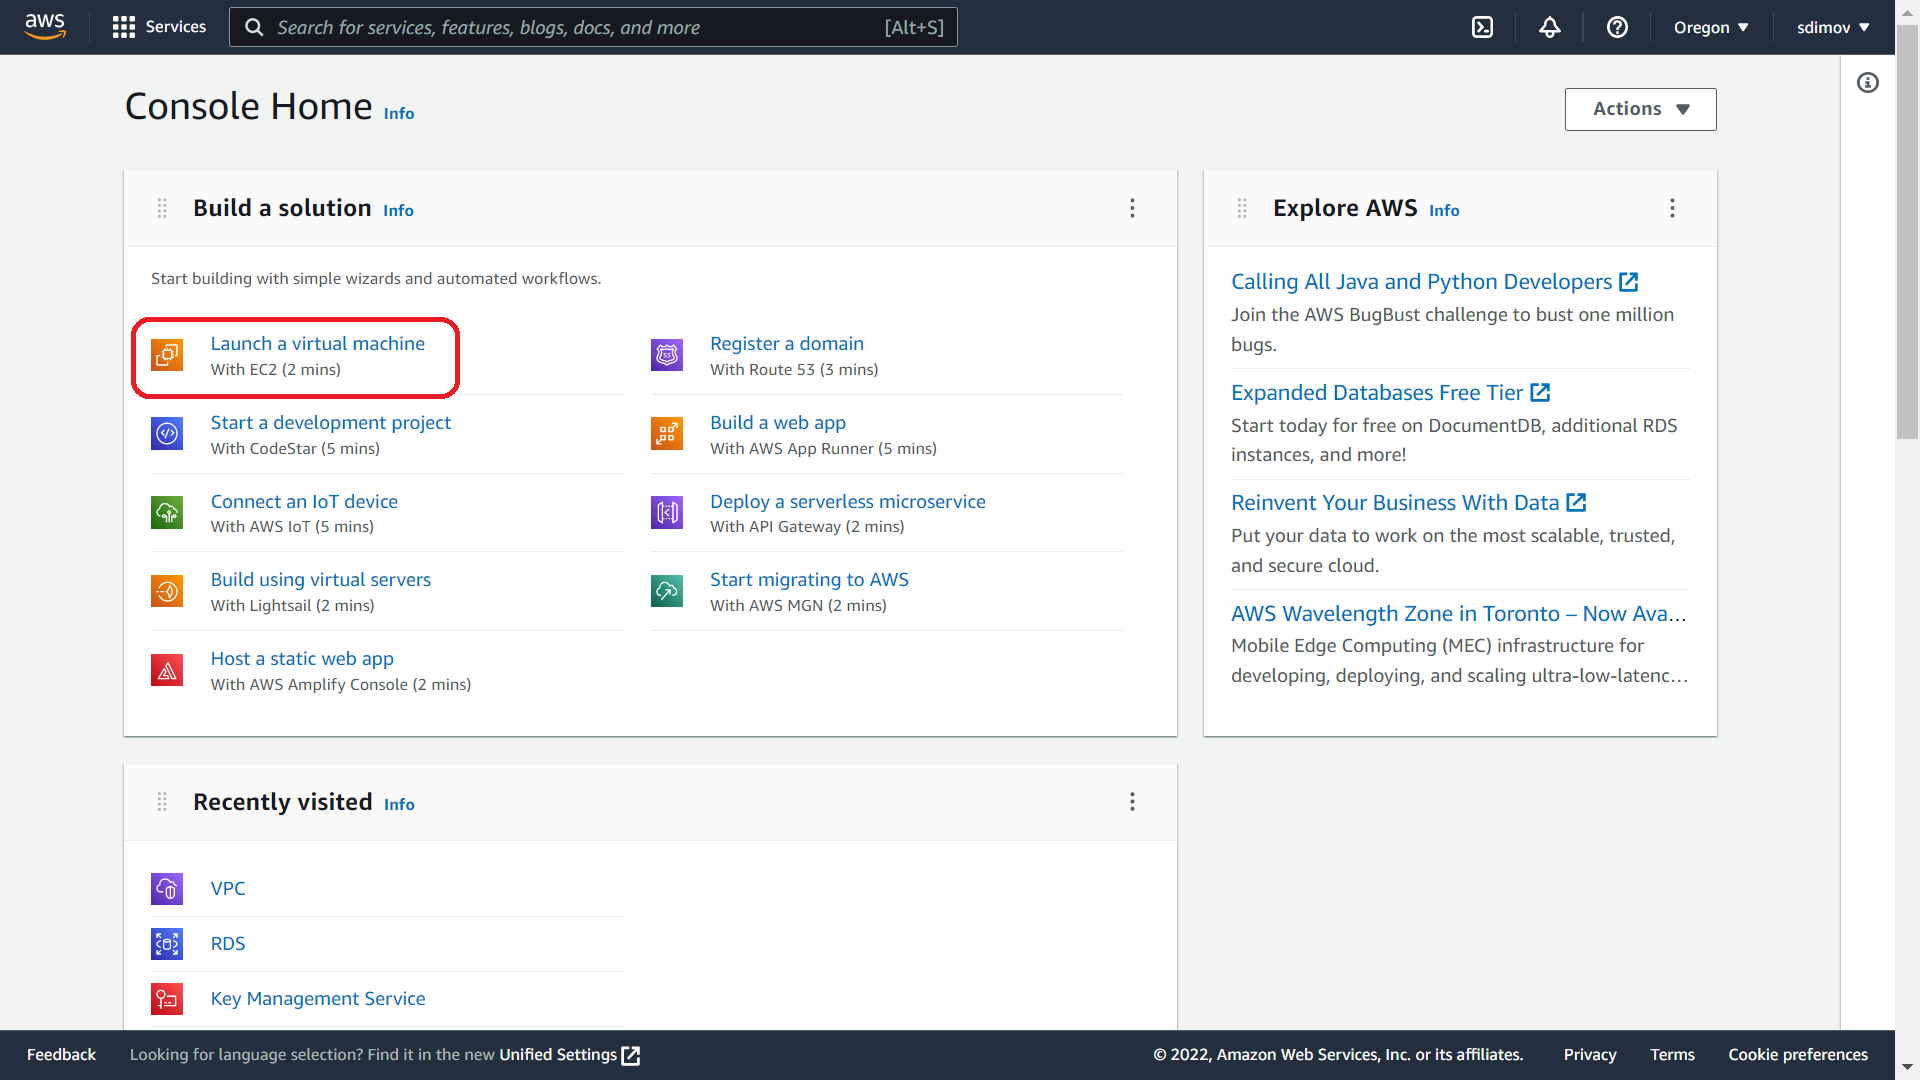 aws
Services
Search for services, features, blogs, docs, and more
[Alt+S]
Oregon
sdimov
Console Home Info
Actions
Build a solution Info
Start building with simple wizards and automated workflows.
Launch a virtual machine
With EC2 (2 mins)
Register a domain
With Route 53 (3 mins)
Start a development project
With CodeStar (5 mins)
Build a web app
With AWS App Runner (5 mins)
Connect an IoT device
With AWS IoT (5 mins)
Deploy a serverless microservice
With API Gateway (2 mins)
Build using virtual servers
With Lightsail (2 mins)
Start migrating to AWS
With AWS MGN (2 mins)
Host a static web app
With AWS Amplify Console (2 mins)
Explore AWS Info
Calling All Java and Python Developers
Join the AWS BugBust challenge to bust one million
bugs.
Expanded Databases Free Tier
Start today for free on DocumentDB, additional RDS
instances, and more!
Reinvent Your Business With Data
Put your data to work on the most scalable, trusted,
and secure cloud.
AWS Wavelength Zone in Toronto – Now Ava...
Mobile Edge Computing (MEC) infrastructure for
developing, deploying, and scaling ultra-low-latenc...
Recently visited Info
VPC
RDS
Key Management Service
Feedback
Looking for language selection? Find it in the new Unified Settings
© 2022, Amazon Web Services, Inc. or its affiliates.
Privacy
Terms
Cookie preferences